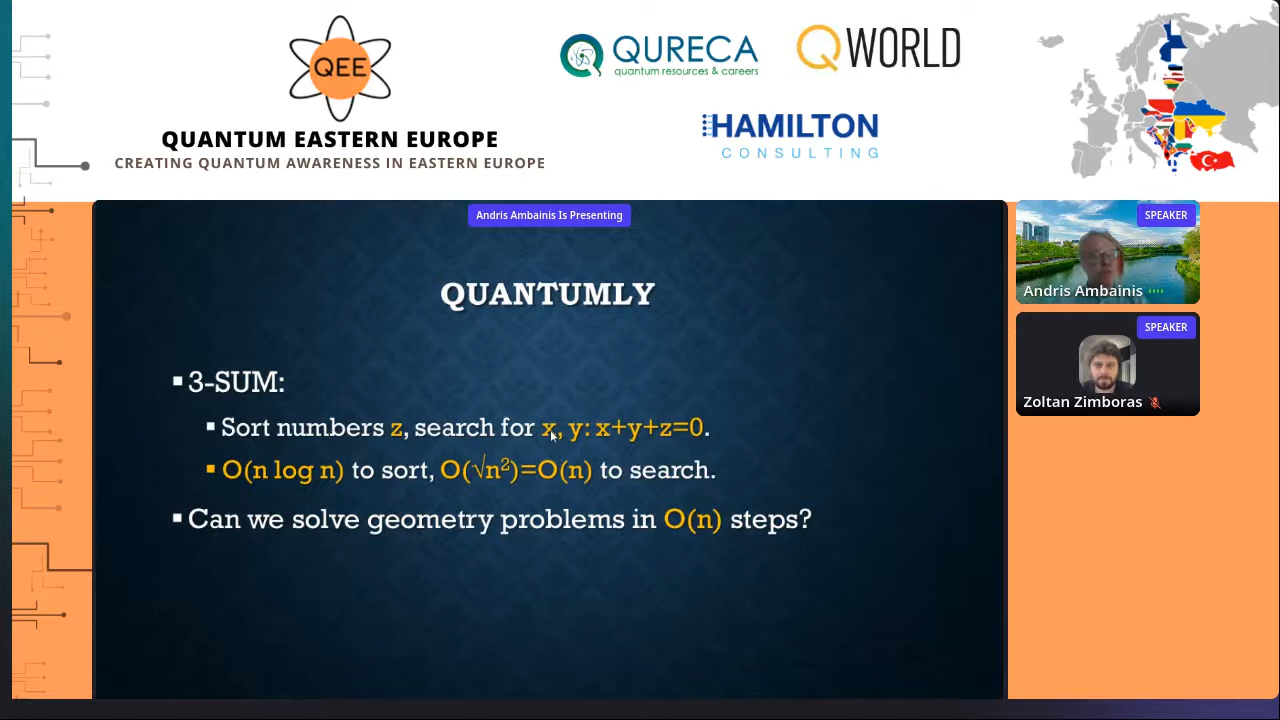 QEE
QUANTUM EASTERN EUROPE
CREATING QUANTUM AWARENESS IN EASTERN EUROPE
QURECA
quantum resources & careers
QWORLD
HAMILTON
CONSULTING
Andris Ambainis Is Presenting
QUANTUMLY
▪3-SUM:
▪Sort numbers z, search for x, y: x+y+z=0.
▪O(n log n) to sort, O(√n²)=O(n) to search.
▪Can we solve geometry problems in O(n) steps?
SPEAKER
Andris Ambainis
SPEAKER
Zoltan Zimboras